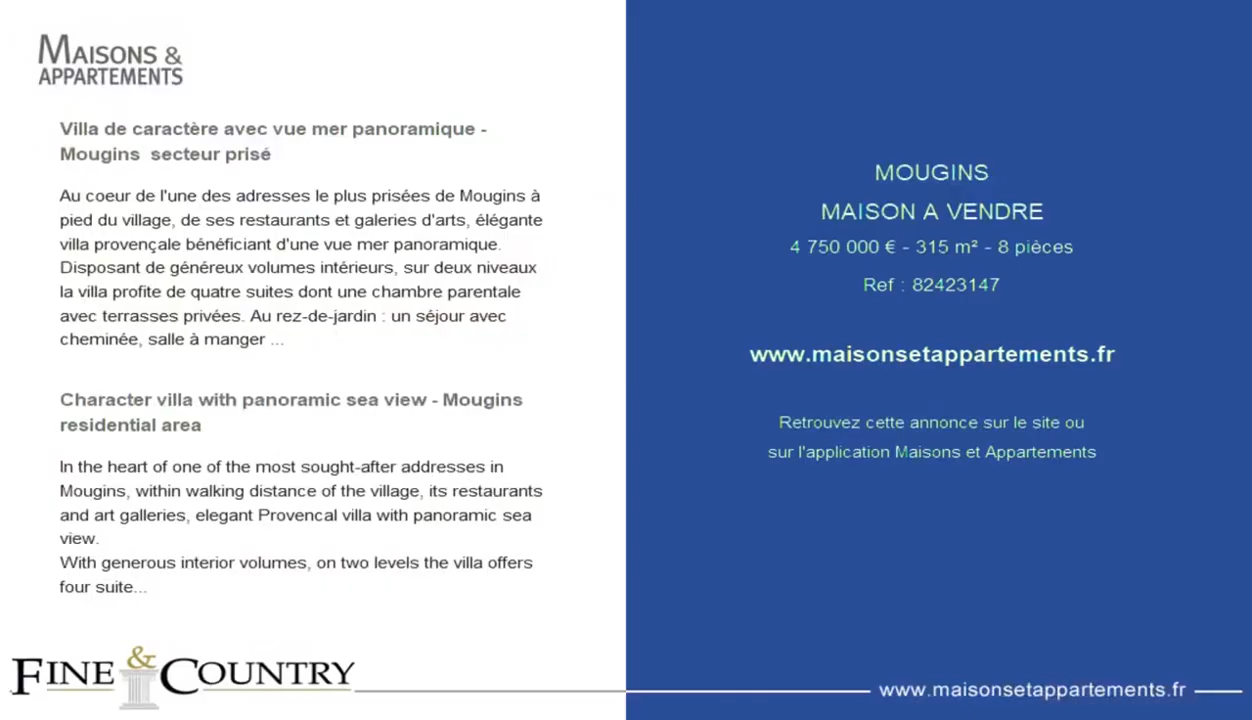 MAISONS &
APPARTEMENTS
Villa de caractère avec vue mer panoramique -
Mougins secteur prisé
Au coeur de l'une des adresses le plus prisées de Mougins à
pied du village, de ses restaurants et galeries d'arts, élégante
villa provençale bénéficiant d'une vue mer panoramique.
Disposant de généreux volumes intérieurs, sur deux niveaux
la villa profite de quatre suites dont une chambre parentale
avec terrasses privées. Au rez-de-jardin : un séjour avec
cheminée, salle à manger ...
Character villa with panoramic sea view - Mougins
residential area
In the heart of one of the most sought-after addresses in
Mougins, within walking distance of the village, its restaurants
and art galleries, elegant Provencal villa with panoramic sea
view.
With generous interior volumes, on two levels the villa offers
four suite...
FINE & COUNTRY
MOUGINS
MAISON A VENDRE
4 750 000 € - 315 m² - 8 pièces
Ref : 82423147
www.maisonsetappartements.fr
Retrouvez cette annonce sur le site ou
sur l'application Maisons et Appartements
www.maisonsetappartements.fr